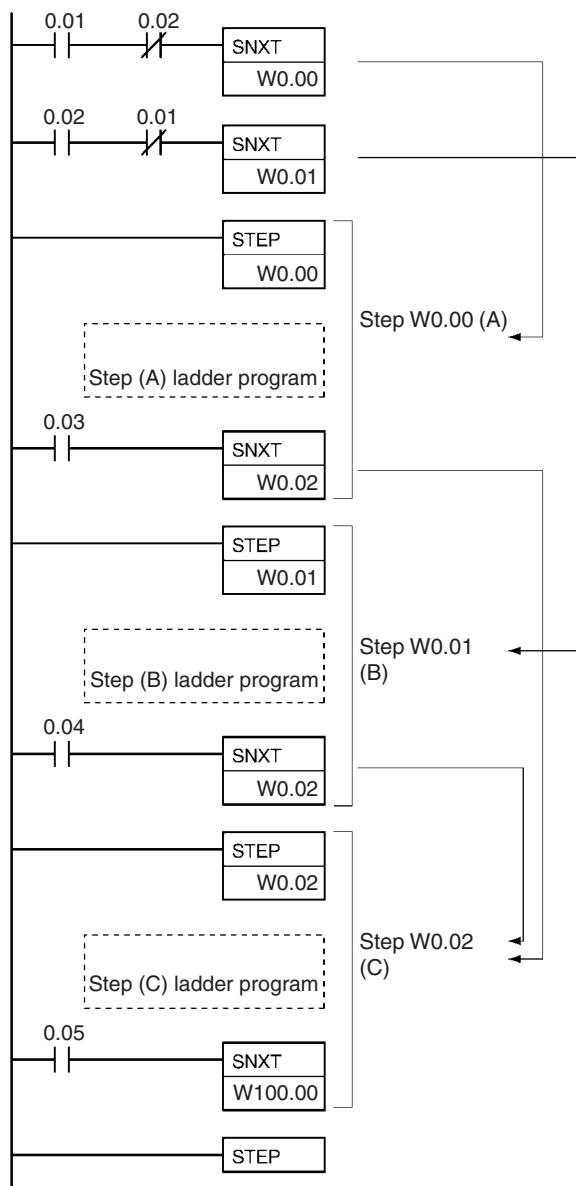 0.01 0.02
SNXT
W0.00
0.02 0.01
SNXT
W0.01
STEP
W0.00
Step W0.00 (A)
Step (A) ladder program
0.03
SNXT
W0.02
STEP
W0.01
Step W0.01
(B)
Step (B) ladder program
0.04
SNXT
W0.02
STEP
W0.02
Step W0.02
(C)
Step (C) ladder program
0.05
SNXT
W100.00
STEP